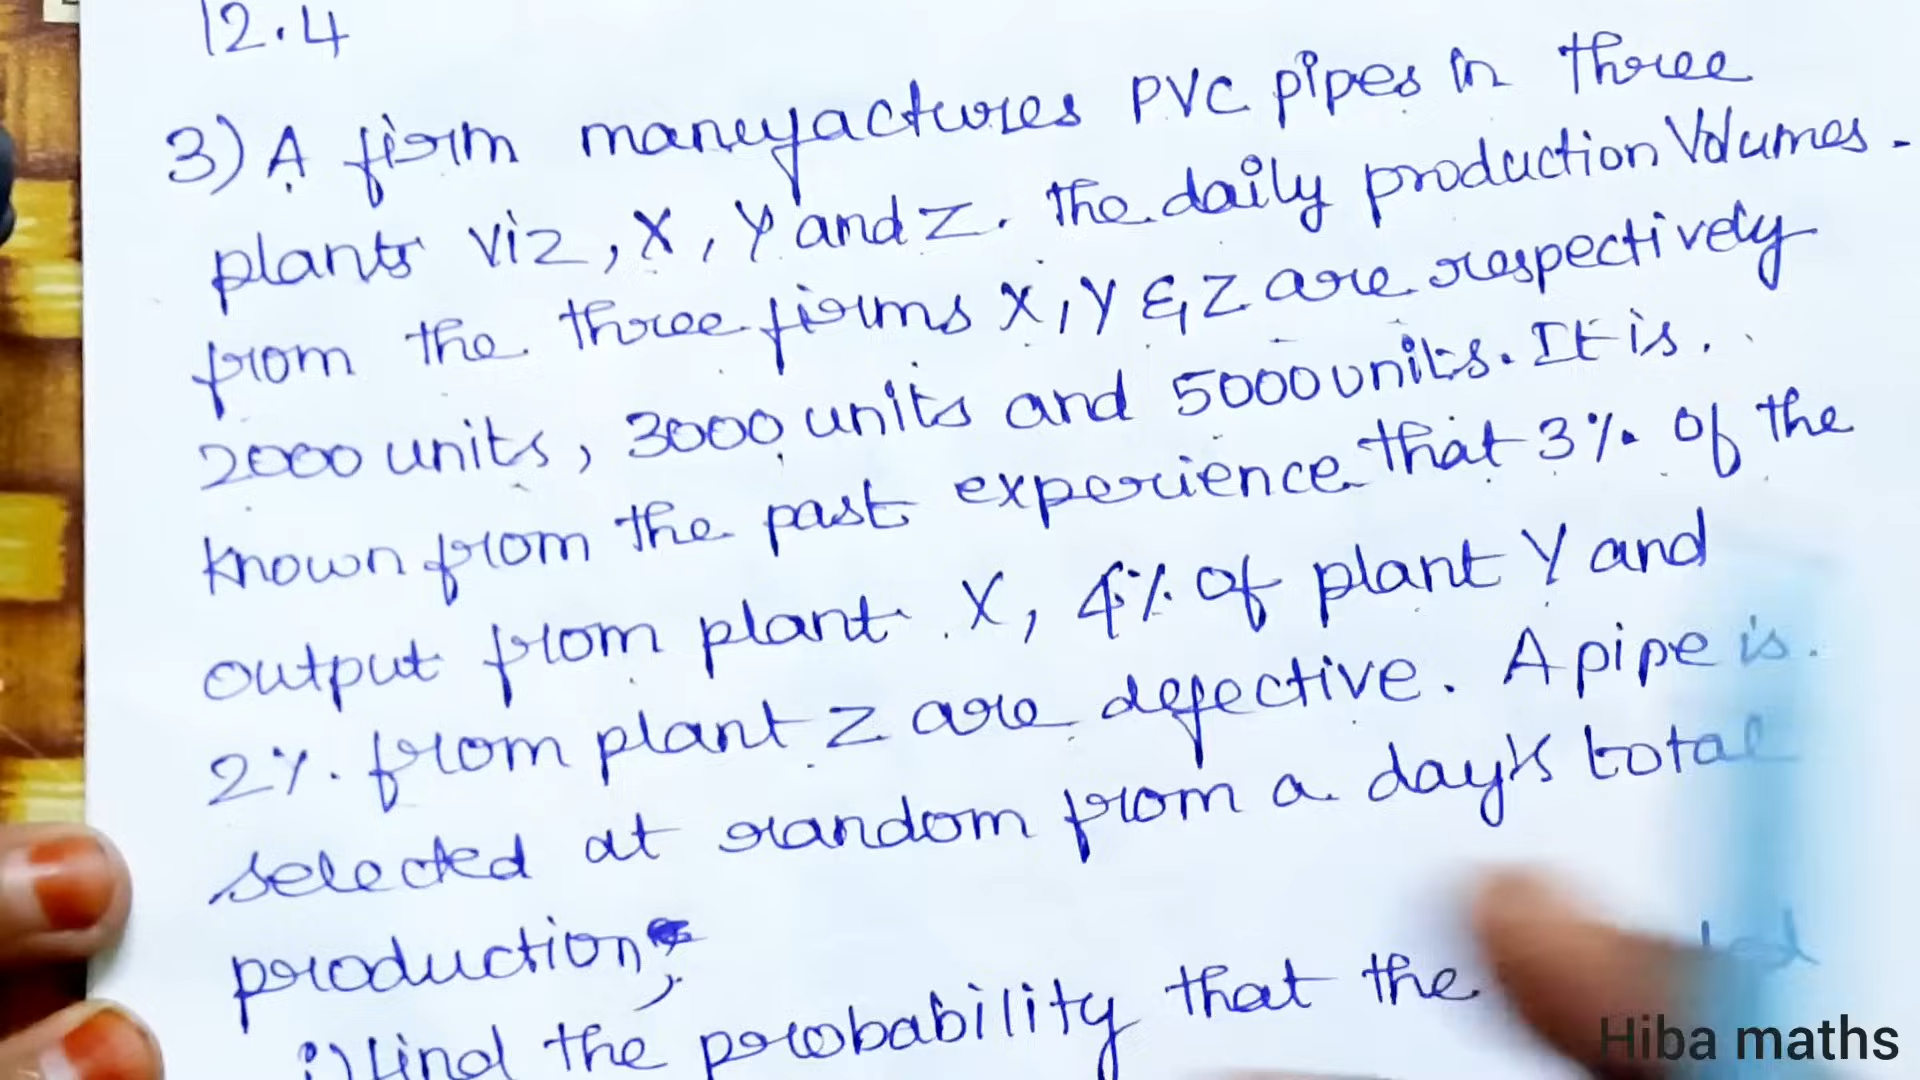 12.4
3) A firm manuyactures PVC pipes in three
plants viz, X, Y and Z. The daily production Volumes.
from the three firms X, Y & Z are respectively
2000 units, 3000 units and 5000 units. It is.
known from the past experience that 3% of the
output from plant X, 4% of plant Y and
2%. from plant Z are defective. A pipe is.
selected at random from a day's total
production,
i) find the probability that the
Hiba maths